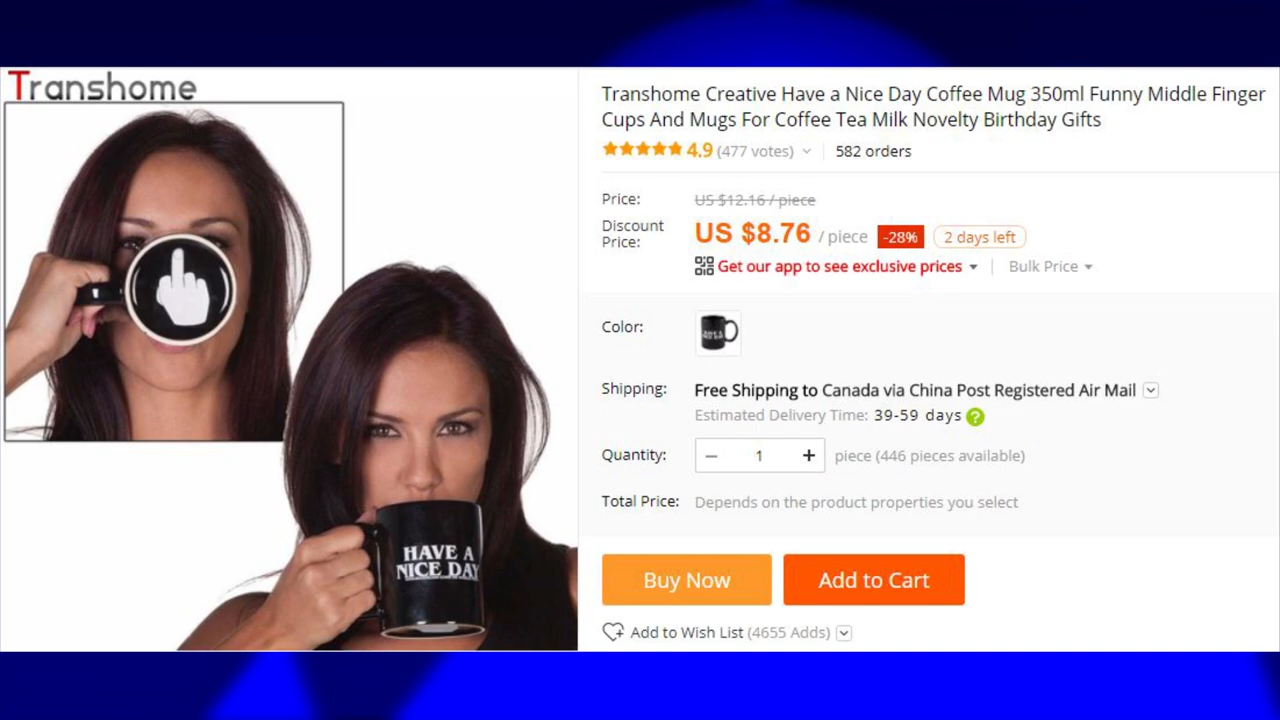 Transhome
HAVE A
NICE DAY
Transhome Creative Have a Nice Day Coffee Mug 350ml Funny Middle Finger
Cups And Mugs For Coffee Tea Milk Novelty Birthday Gifts
4.9 (477 votes) 582 orders
Price: US $12.16 / piece
Discount
Price: US $8.76 / piece -28% 2 days left
Get our app to see exclusive prices Bulk Price
Color:
Shipping: Free Shipping to Canada via China Post Registered Air Mail
Estimated Delivery Time: 39-59 days ?
Quantity: − 1 + piece (446 pieces available)
Total Price: Depends on the product properties you select
Buy Now Add to Cart
Add to Wish List (4655 Adds)